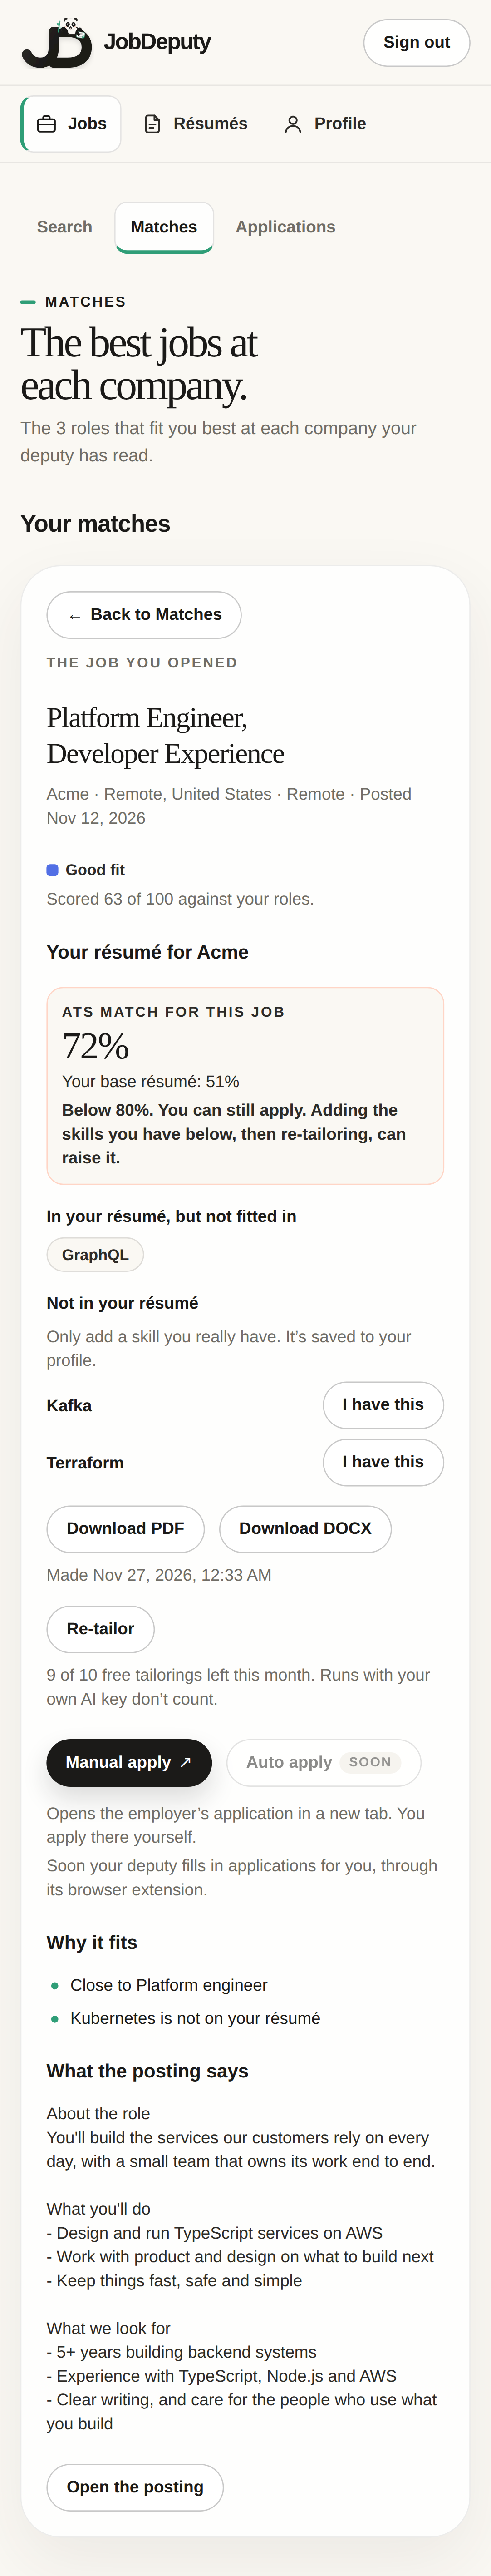 JobDeputy
Sign out
Jobs
Résumés
Profile
Search
Matches
Applications
MATCHES
The best jobs at
each company.
The 3 roles that fit you best at each company your
deputy has read.
Your matches
← Back to Matches
THE JOB YOU OPENED
Platform Engineer,
Developer Experience
Acme · Remote, United States · Remote · Posted
Nov 12, 2026
Good fit
Scored 63 of 100 against your roles.
Your résumé for Acme
ATS MATCH FOR THIS JOB
72%
Your base résumé: 51%
Below 80%. You can still apply. Adding the
skills you have below, then re-tailoring, can
raise it.
In your résumé, but not fitted in
GraphQL
Not in your résumé
Only add a skill you really have. It’s saved to your
profile.
Kafka
I have this
Terraform
I have this
Download PDF
Download DOCX
Made Nov 27, 2026, 12:33 AM
Re-tailor
9 of 10 free tailorings left this month. Runs with your
own AI key don’t count.
Manual apply ↗
Auto apply SOON
Opens the employer’s application in a new tab. You
apply there yourself.
Soon your deputy fills in applications for you, through
its browser extension.
Why it fits
Close to Platform engineer
Kubernetes is not on your résumé
What the posting says
About the role
You'll build the services our customers rely on every
day, with a small team that owns its work end to end.
What you'll do
- Design and run TypeScript services on AWS
- Work with product and design on what to build next
- Keep things fast, safe and simple
What we look for
- 5+ years building backend systems
- Experience with TypeScript, Node.js and AWS
- Clear writing, and care for the people who use what
you build
Open the posting